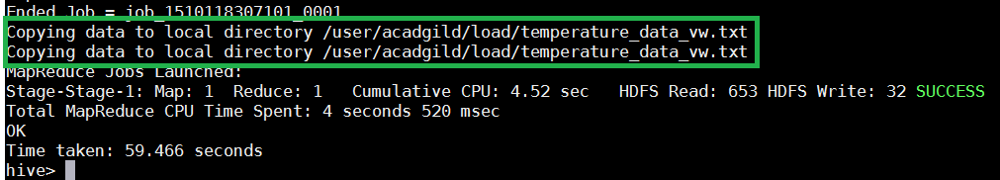 Ended Job = job_1510118307101_0001
Copying data to local directory /user/acadgild/load/temperature_data_vw.txt
Copying data to local directory /user/acadgild/load/temperature_data_vw.txt
MapReduce Jobs Launched:
Stage-Stage-1: Map: 1  Reduce: 1   Cumulative CPU: 4.52 sec   HDFS Read: 653 HDFS Write: 32 SUCCESS
Total MapReduce CPU Time Spent: 4 seconds 520 msec
OK
Time taken: 59.466 seconds
hive>